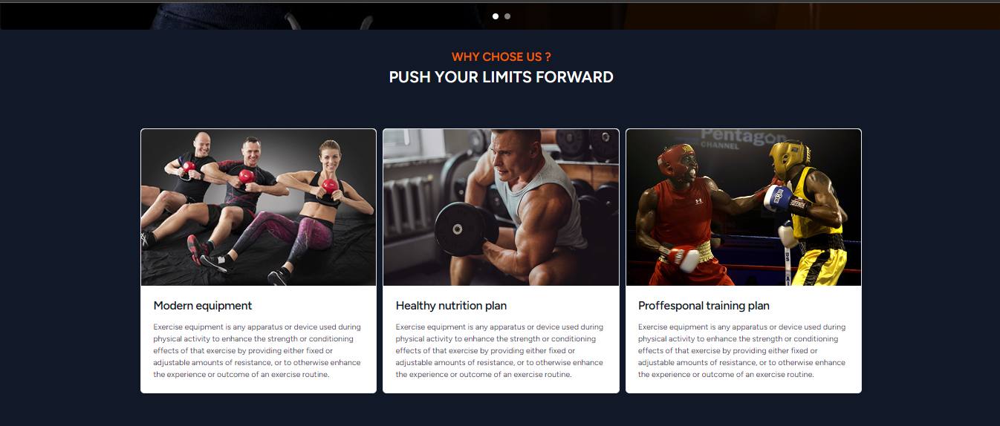 WHY CHOSE US ?
PUSH YOUR LIMITS FORWARD
Pentagon
CHANNEL
Modern equipment
Exercise equipment is any apparatus or device used during
physical activity to enhance the strength or conditioning
effects of that exercise by providing either fixed or
adjustable amounts of resistance, or to otherwise enhance
the experience or outcome of an exercise routine.
Healthy nutrition plan
Exercise equipment is any apparatus or device used during
physical activity to enhance the strength or conditioning
effects of that exercise by providing either fixed or
adjustable amounts of resistance, or to otherwise enhance
the experience or outcome of an exercise routine.
Proffesponal training plan
Exercise equipment is any apparatus or device used during
physical activity to enhance the strength or conditioning
effects of that exercise by providing either fixed or
adjustable amounts of resistance, or to otherwise enhance
the experience or outcome of an exercise routine.